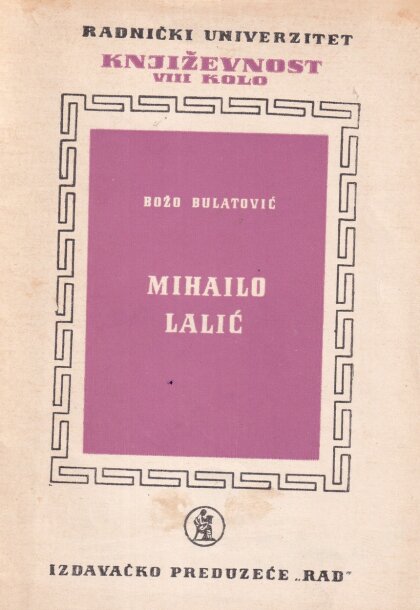 RADNIČKI UNIVERZITET
KNJIŽEVNOST
VIII KOLO
BOŽO BULATOVIĆ
MIHAILO
LALIĆ
IZDAVAČKO PREDUZEĆE „RAD"